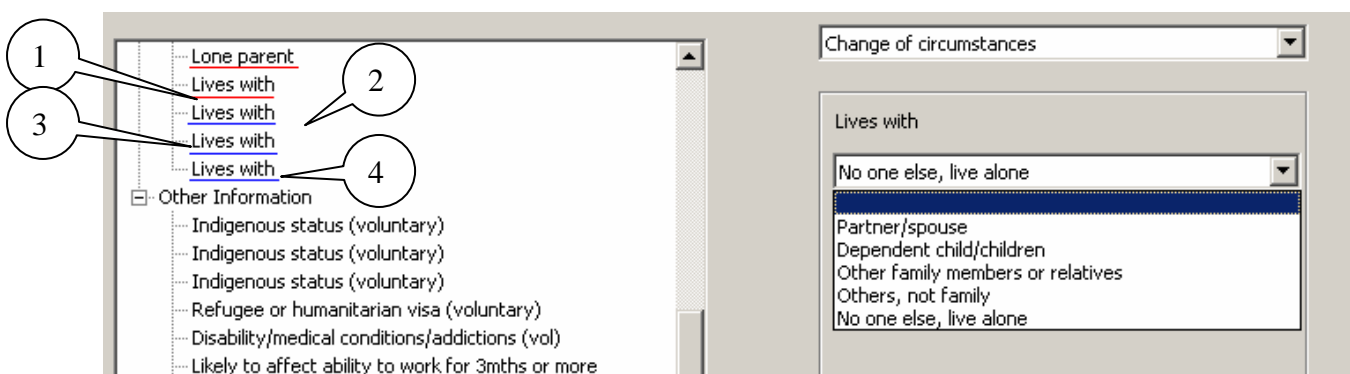 1
2
3
4
Lone parent
Lives with
Lives with
Lives with
Lives with
Other Information
Indigenous status (voluntary)
Indigenous status (voluntary)
Indigenous status (voluntary)
Refugee or humanitarian visa (voluntary)
Disability/medical conditions/addictions (vol)
Likely to affect ability to work for 3mths or more
Change of circumstances
Lives with
No one else, live alone
Partner/spouse
Dependent child/children
Other family members or relatives
Others, not family
No one else, live alone